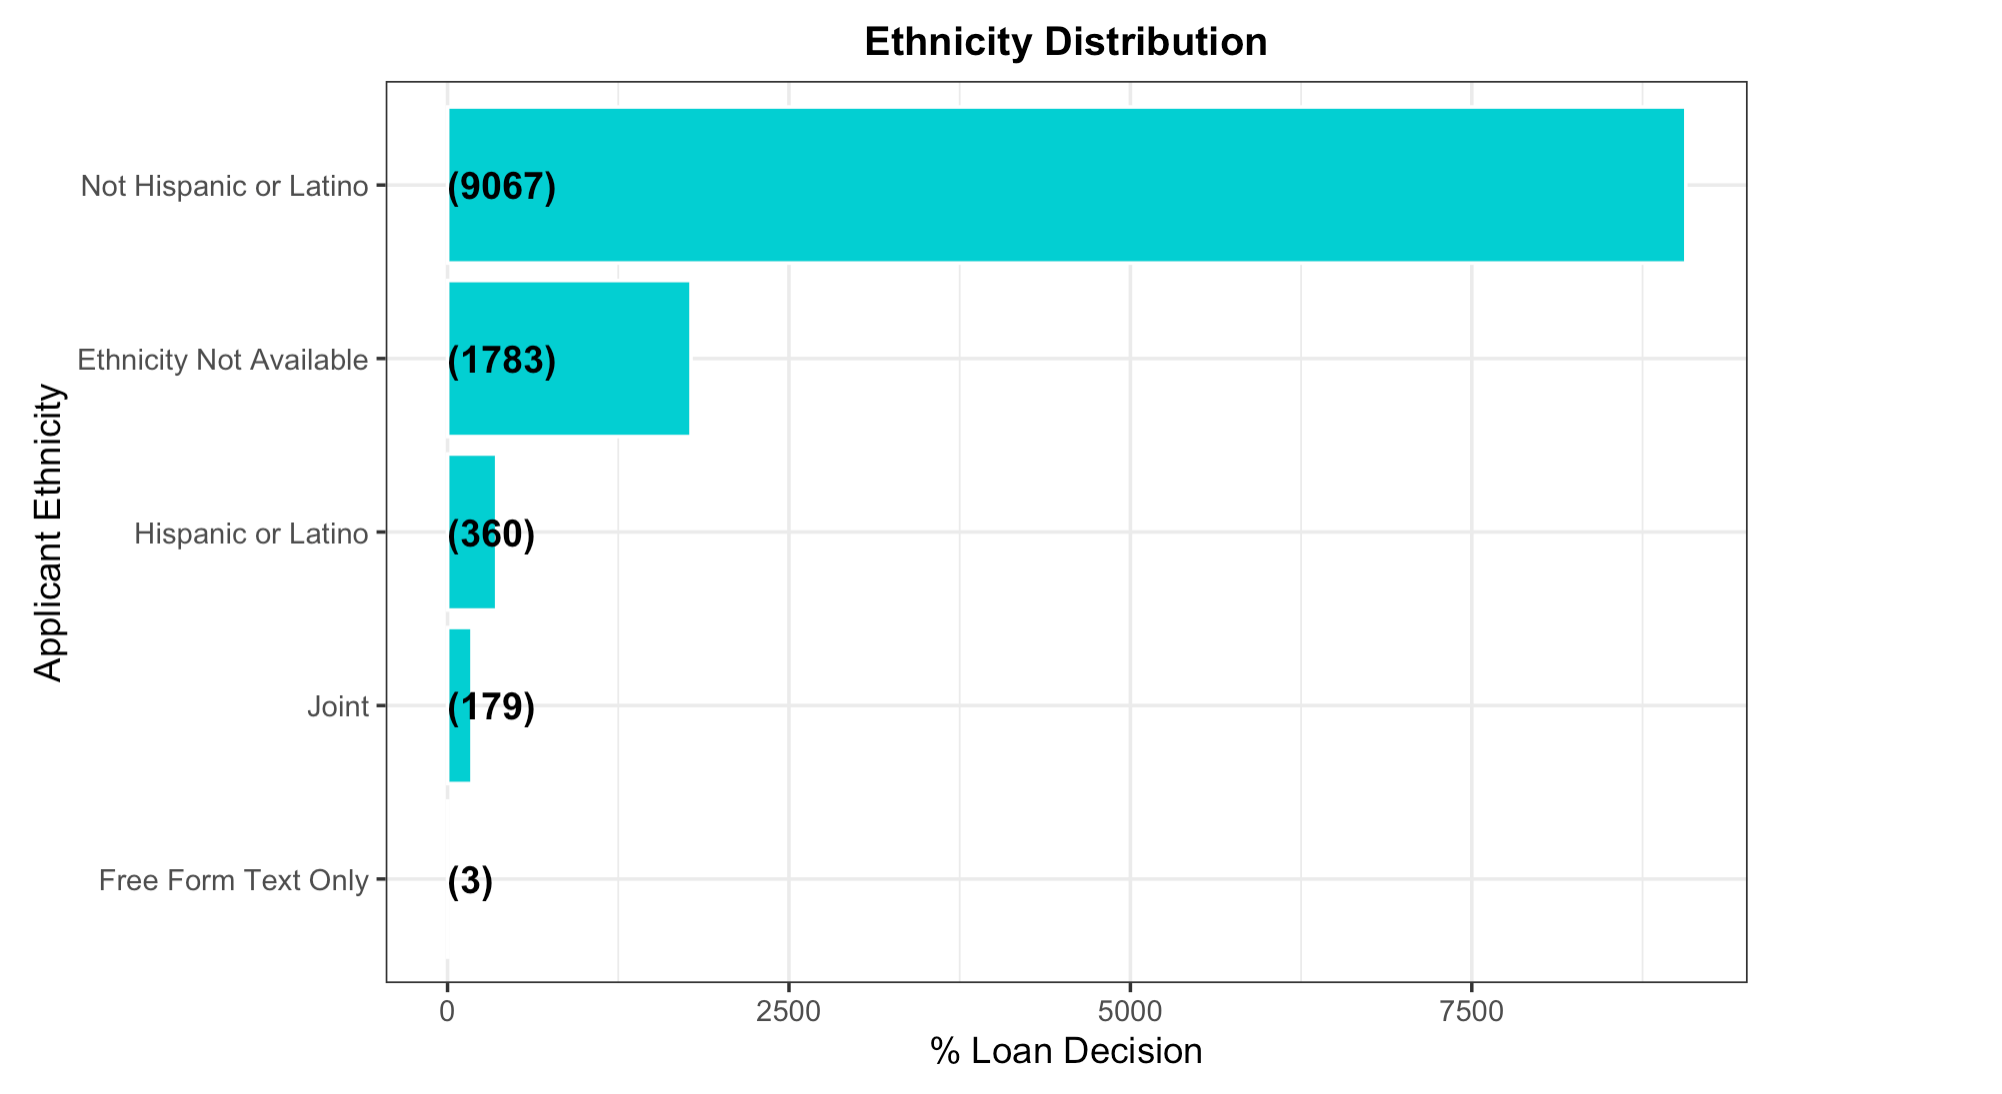 Ethnicity Distribution
Applicant Ethnicity
Not Hispanic or Latino
(9067)
Ethnicity Not Available
(1783)
Hispanic or Latino
(360)
Joint
(179)
Free Form Text Only
(3)
0 2500 5000 7500
% Loan Decision